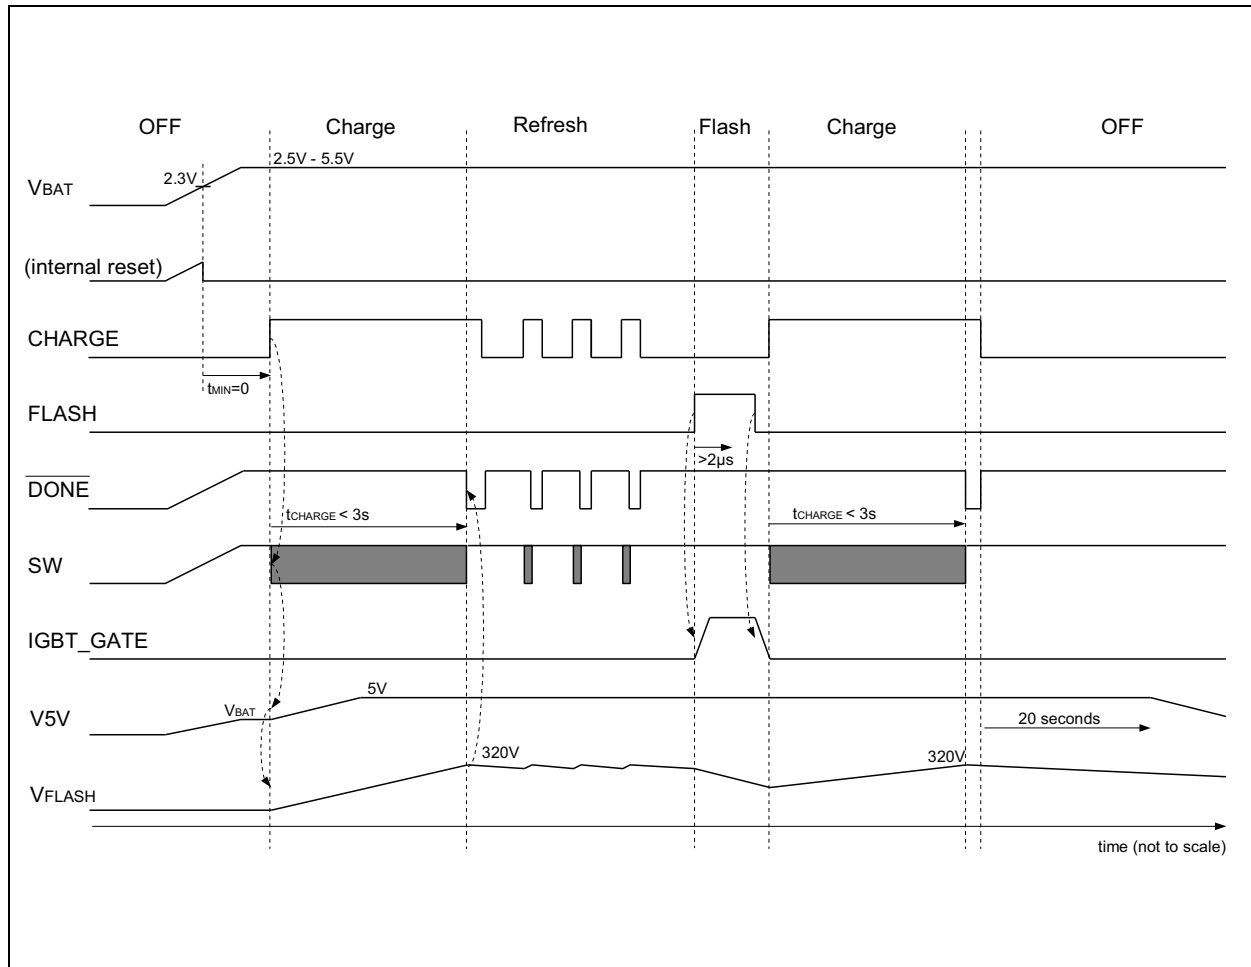 OFF Charge Refresh Flash Charge OFF
2.5V - 5.5V
2.3V
VBAT
(internal reset)
CHARGE
tMIN=0
FLASH
>2µs
DONE
tCHARGE < 3s tCHARGE < 3s
SW
IGBT_GATE
5V
VBAT
V5V
20 seconds
320V 320V
VFLASH
time (not to scale)